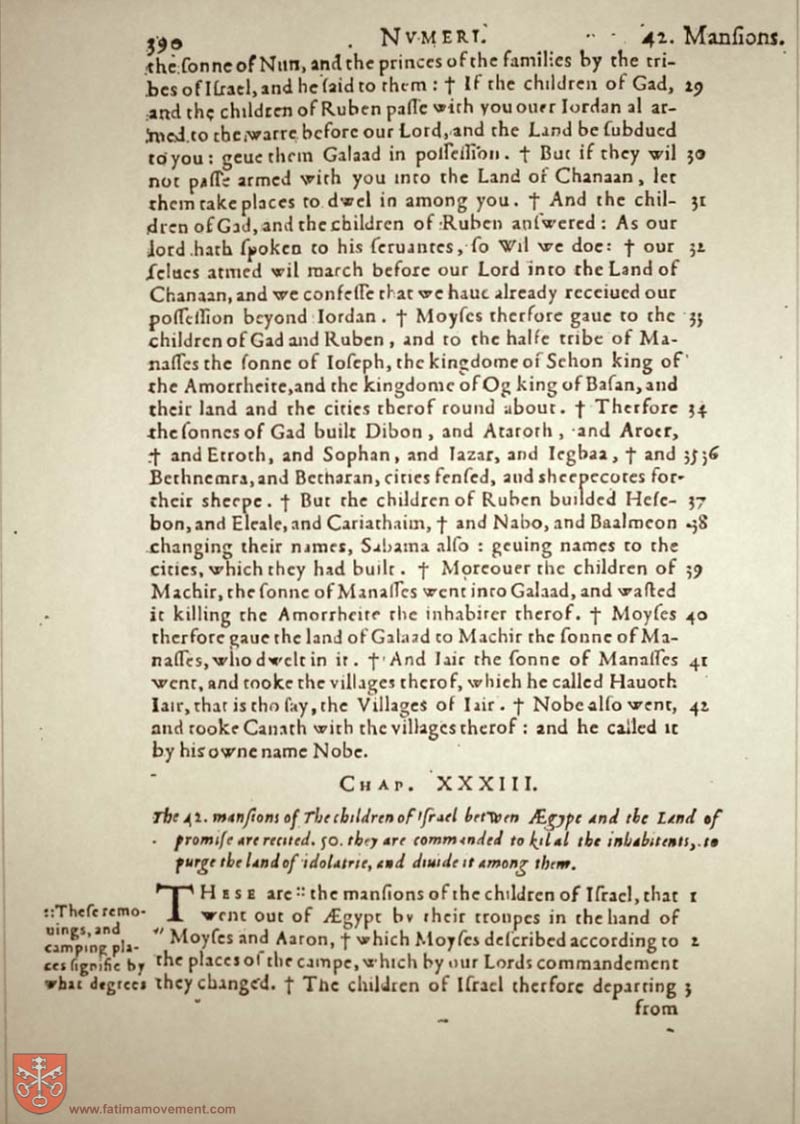 390 NVMERI. 42. Manſions.
the ſonne of Nun, and the princes of the families by the tri-
bes of Iſrael, and he ſaid to them : † If the children of Gad, 29
and the children of Ruben paſſe with you ouer Iordan al ar-
med to the warre before our Lord, and the Land be ſubdued
to you : geue them Galaad in poſſeſsion . † But if they wil 30
not paſſe armed with you into the Land of Chanaan , let
them take places to dwel in among you . † And the chil- 31
dren of Gad, and the children of Ruben anſwered : As our
lord hath ſpoken to his ſeruantes, ſo wil we doe : † our 32
ſelues armed wil march before our Lord into the Land of
Chanaan, and we confeſſe that we haue already receiued our
poſſeſsion beyond Iordan . † Moyſes therfore gaue to the 33
children of Gad and Ruben , and to the halfe tribe of Ma-
naſſes the ſonne of Ioſeph, the kingdome of Sehon king of
the Amorrheite, and the kingdome of Og king of Baſan, and
their land and the cities therof round about . † Therfore 34
the ſonnes of Gad built Dibon , and Ataroth , and Aroer,
† and Etroth, and Sophan, and Iazar, and Iegbaa , † and 35 36
Bethnemra, and Betharan, cities fenſed, and sheepecotes for
their sheepe . † But the children of Ruben builded Heſe- 37
bon, and Eleale, and Cariathaim, † and Nabo, and Baalmeon 38
changing their names, Sabama alſo : geuing names to the
cities, which they had built . † Moreouer the children of 39
Machir, the ſonne of Manaſſes went into Galaad, and waſted
it killing the Amorrheite the inhabiter therof. † Moyſes 40
therfore gaue the land of Galaad to Machir the ſonne of Ma-
naſſes, who dwelt in it . † And Iair the ſonne of Manaſſes 41
went, and tooke the villages therof, which he called Hauoth
Iair, that is tho ſay, the Villages of Iair . † Nobe alſo went, 42
and tooke Canath with the villages therof : and he called it
by his owne name Nobe.
CHAP. XXXIII.
The 42. manſions of The children of Iſrael betwen Ægypt and the Land of
promiſe are recited. 50. they are commanded to kil al the inhabitents, to
purge the land of idolatrie, and diuide it among them.
THESE are :: the manſions of the children of Iſrael, that 1
went out of Ægypt by their troupes in the hand of
Moyſes and Aaron, † which Moyſes deſcribed according to 2
the places of the campe, which by our Lords commandement
they changed. † The children of Iſrael therfore departing 3
from
::Theſe remo-
uings, and
camping pla-
ces ſignifie by
what degrees
www.fatimamovement.com